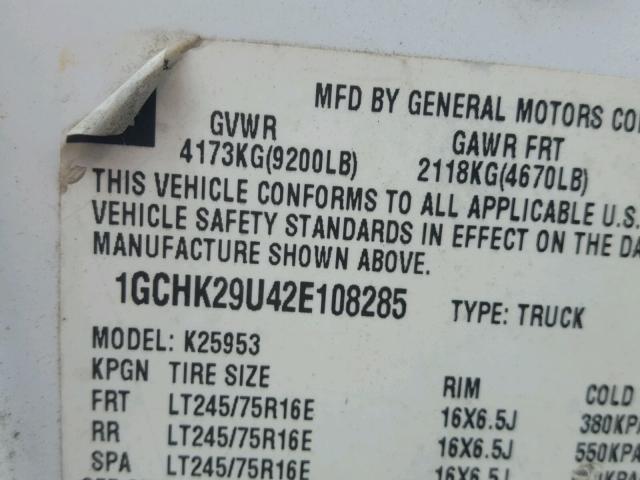 MFD BY GENERAL MOTORS CO
GVWR GAWR FRT
4173KG(9200LB) 2118KG(4670LB)
THIS VEHICLE CONFORMS TO ALL APPLICABLE U.S.
VEHICLE SAFETY STANDARDS IN EFFECT ON THE DA
MANUFACTURE SHOWN ABOVE.
1GCHK29U42E108285 TYPE: TRUCK
MODEL: K25953
KPGN TIRE SIZE RIM COLD
FRT LT245/75R16E 16X6.5J 380KPA
RR LT245/75R16E 16X6.5J 550KPA
SPA LT245/75R16E 16X6.5J